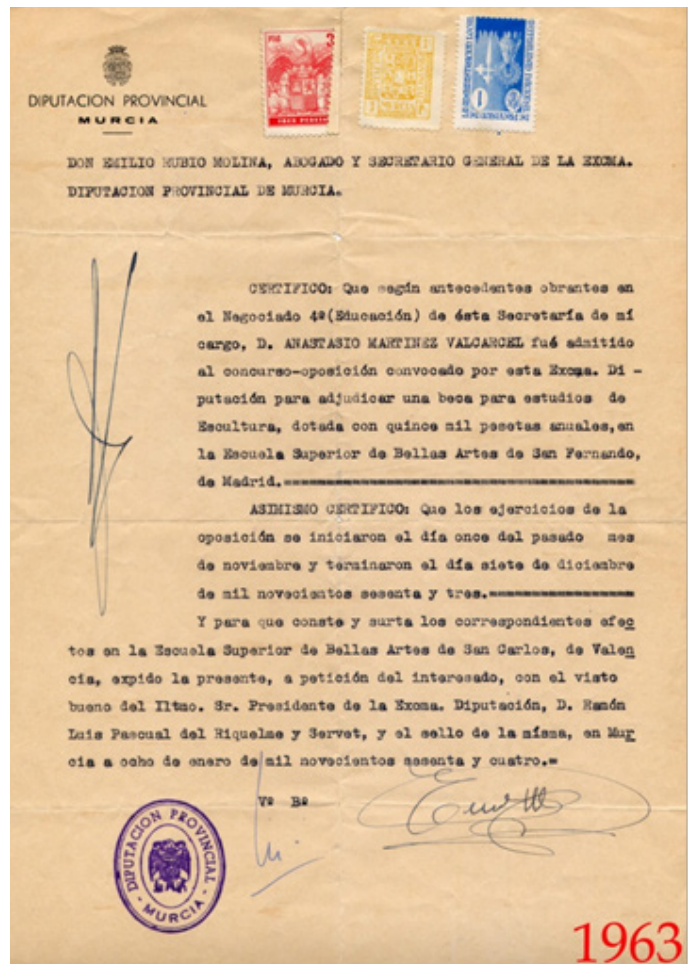 DIPUTACION PROVINCIAL
MURCIA
PTAS 3
TRES PESETAS
MURCIA
1
DON EMILIO RUBIO MOLINA, ABOGADO Y SECRETARIO GENERAL DE LA EXCMA.
DIPUTACION PROVINCIAL DE MURCIA.
CERTIFICO: Que según antecedentes obrantes en
el Negociado 4º(Educación) de ésta Secretaría de mi
cargo, D. ANASTASIO MARTINEZ VALCARCEL fué admitido
al concurso-oposición convocado por esta Excma. Di -
putación para adjudicar una beca para estudios de
Escultura, dotada con quince mil pesetas anuales,en
la Escuela Superior de Bellas Artes de San Fernando,
de Madrid.
ASIMISMO CERTIFICO: Que los ejercicios de la
oposición se iniciaron el día once del pasado mes
de noviembre y terminaron el día siete de diciembre
de mil novecientos sesenta y tres.
Y para que conste y surta los correspondientes efec
tos en la Escuela Superior de Bellas Artes de San Carlos, de Valen
cia, expido la presente, a petición del interesado, con el visto
bueno del Iltmo. Sr. Presidente de la Excma. Diputación, D. Ramón
Luis Pascual del Riquelme y Servet, y el sello de la misma, en Mur
cia a ocho de enero de mil novecientos sesenta y cuatro.=
Vº Bº
DIPUTACION PROVINCIAL
- MURCIA -
1963